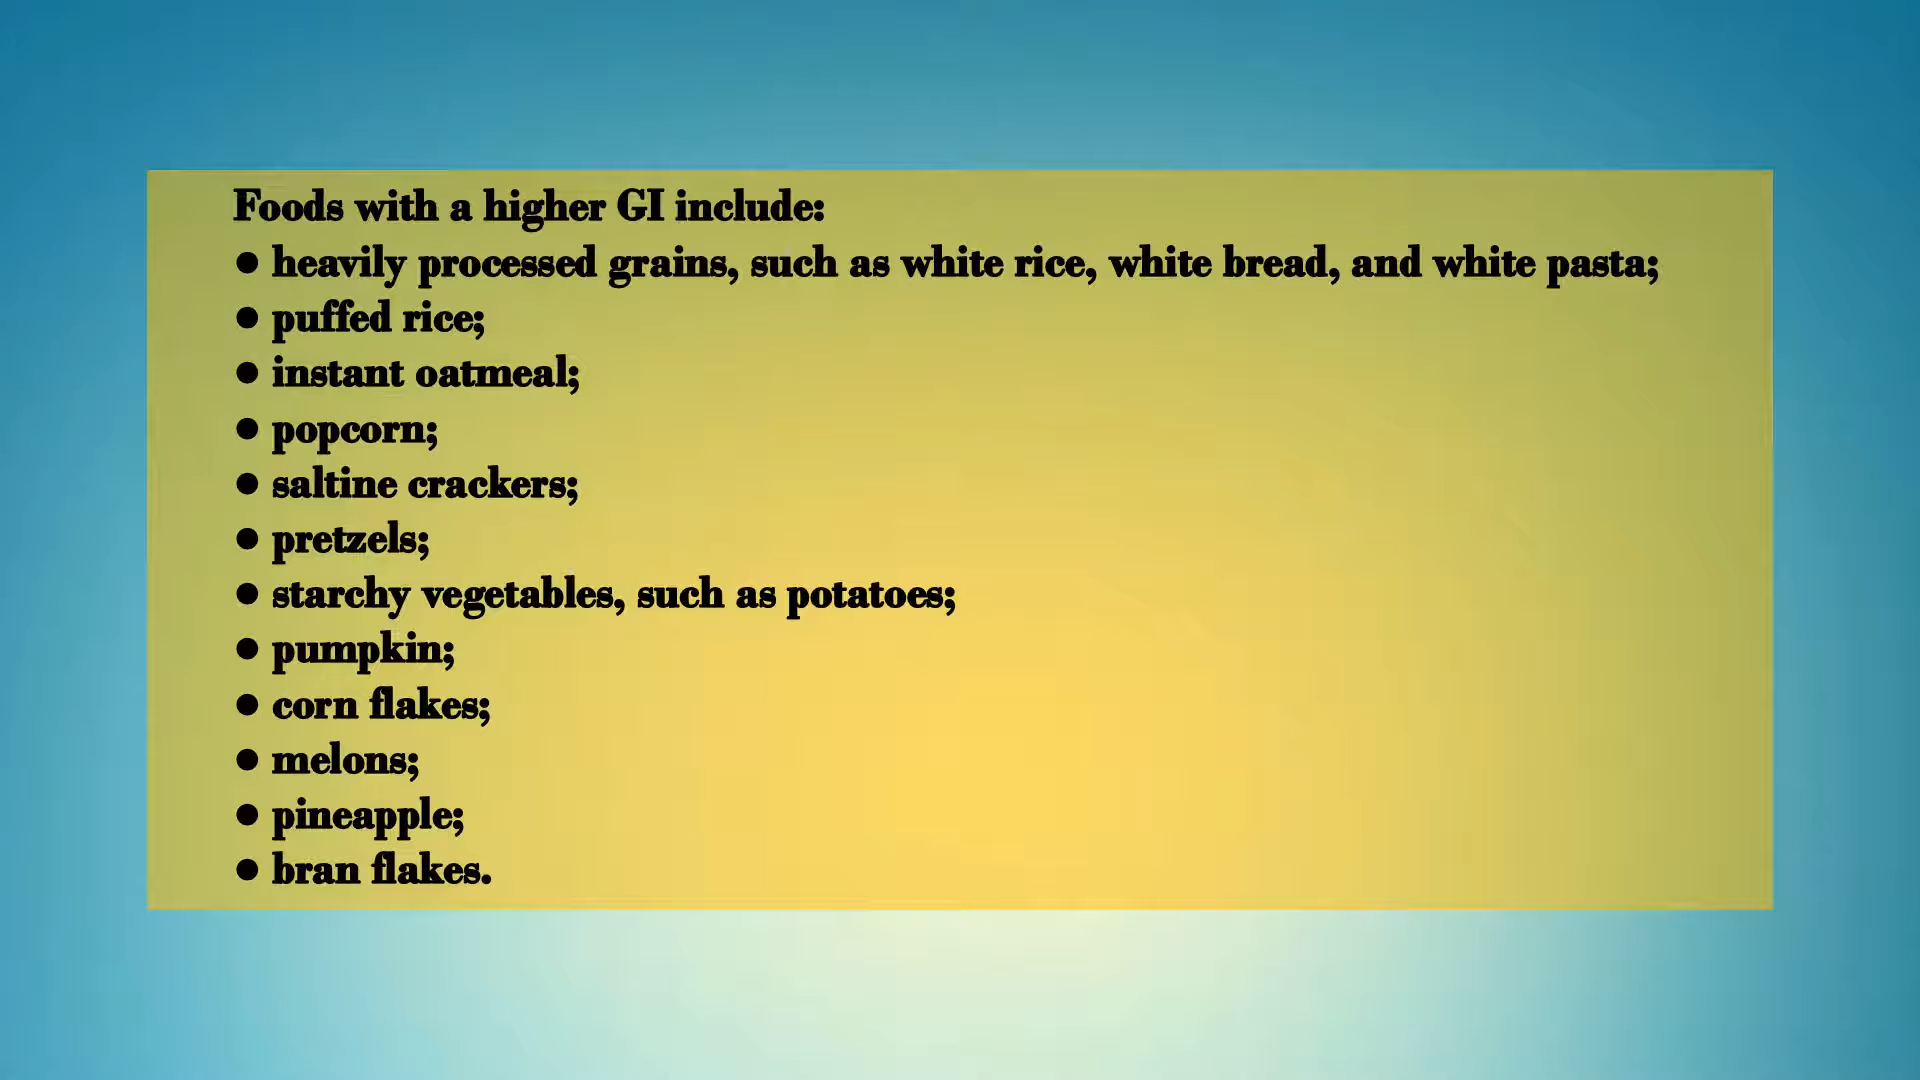 Foods with a higher GI include:
● heavily processed grains, such as white rice, white bread, and white pasta;
● puffed rice;
● instant oatmeal;
● popcorn;
● saltine crackers;
● pretzels;
● starchy vegetables, such as potatoes;
● pumpkin;
● corn flakes;
● melons;
● pineapple;
● bran flakes.